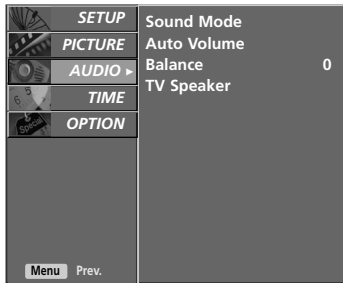 SETUP
PICTURE
AUDIO ►
TIME
OPTION
Menu Prev.
Sound Mode
Auto Volume
Balance 0
TV Speaker